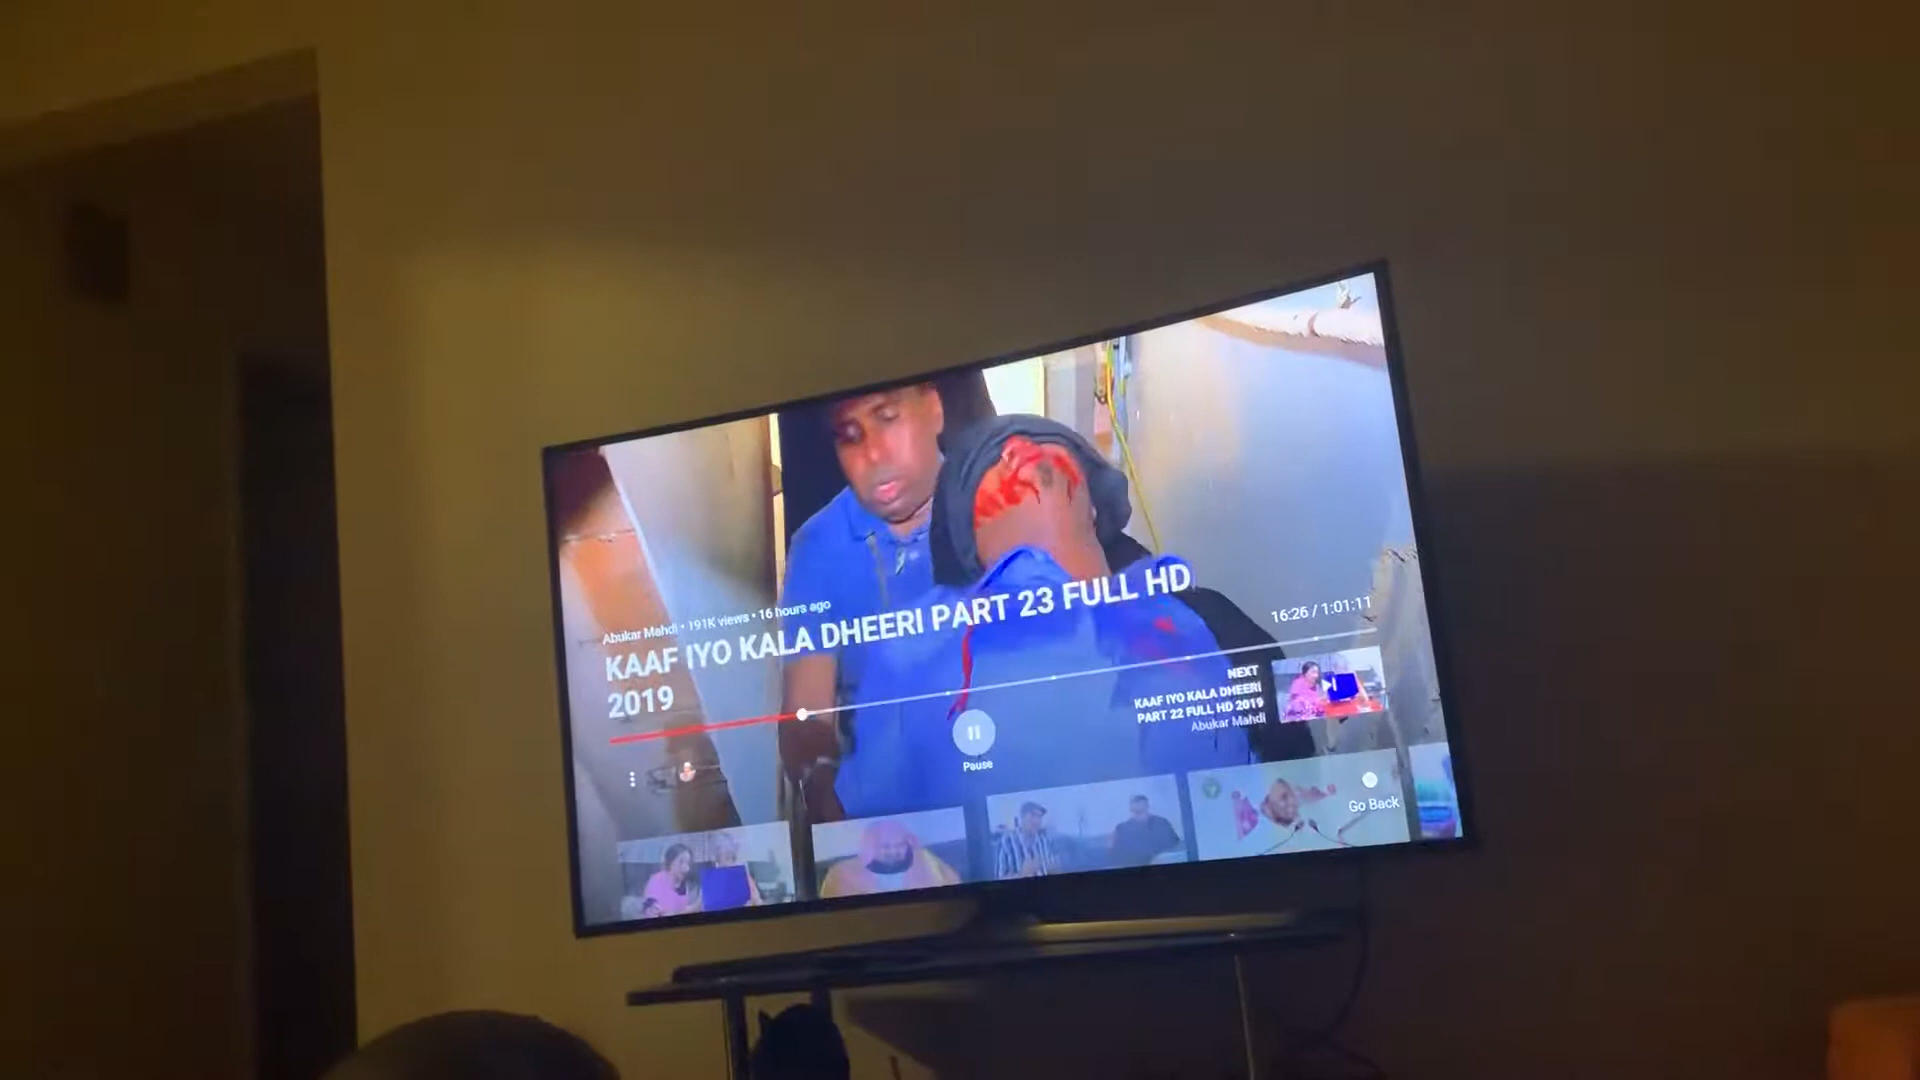 Abukar Mahdi • 191K views • 16 hours ago
KAAF IYO KALA DHEERI PART 23 FULL HD
2019
16:26 / 1:01:11
NEXT
KAAF IYO KALA DHEERI
PART 22 FULL HD 2019
Abukar Mahdi
Pause
Go Back